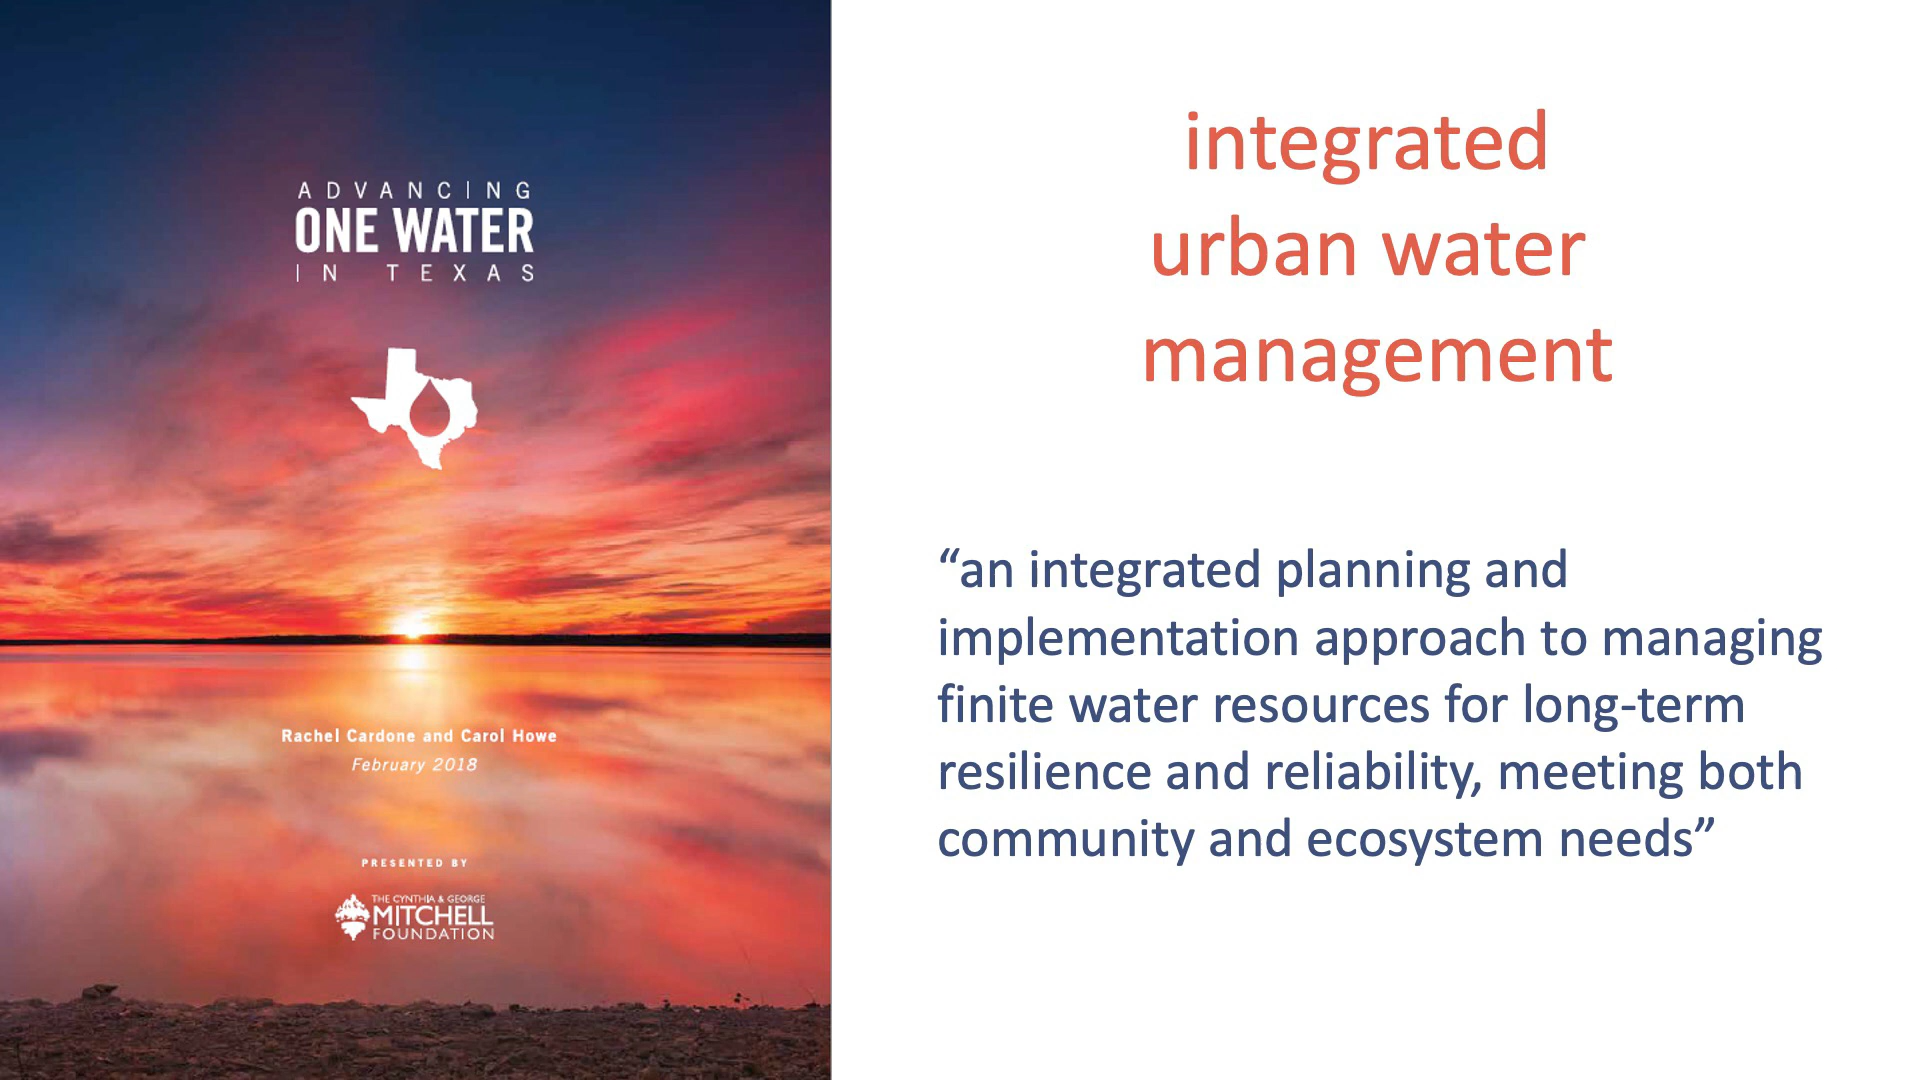 ADVANCING
ONE WATER
IN TEXAS
Rachel Cardone and Carol Howe
February 2018
PRESENTED BY
THE CYNTHIA & GEORGE
MITCHELL
FOUNDATION
integrated
urban water
management
“an integrated planning and
implementation approach to managing
finite water resources for long-term
resilience and reliability, meeting both
community and ecosystem needs”